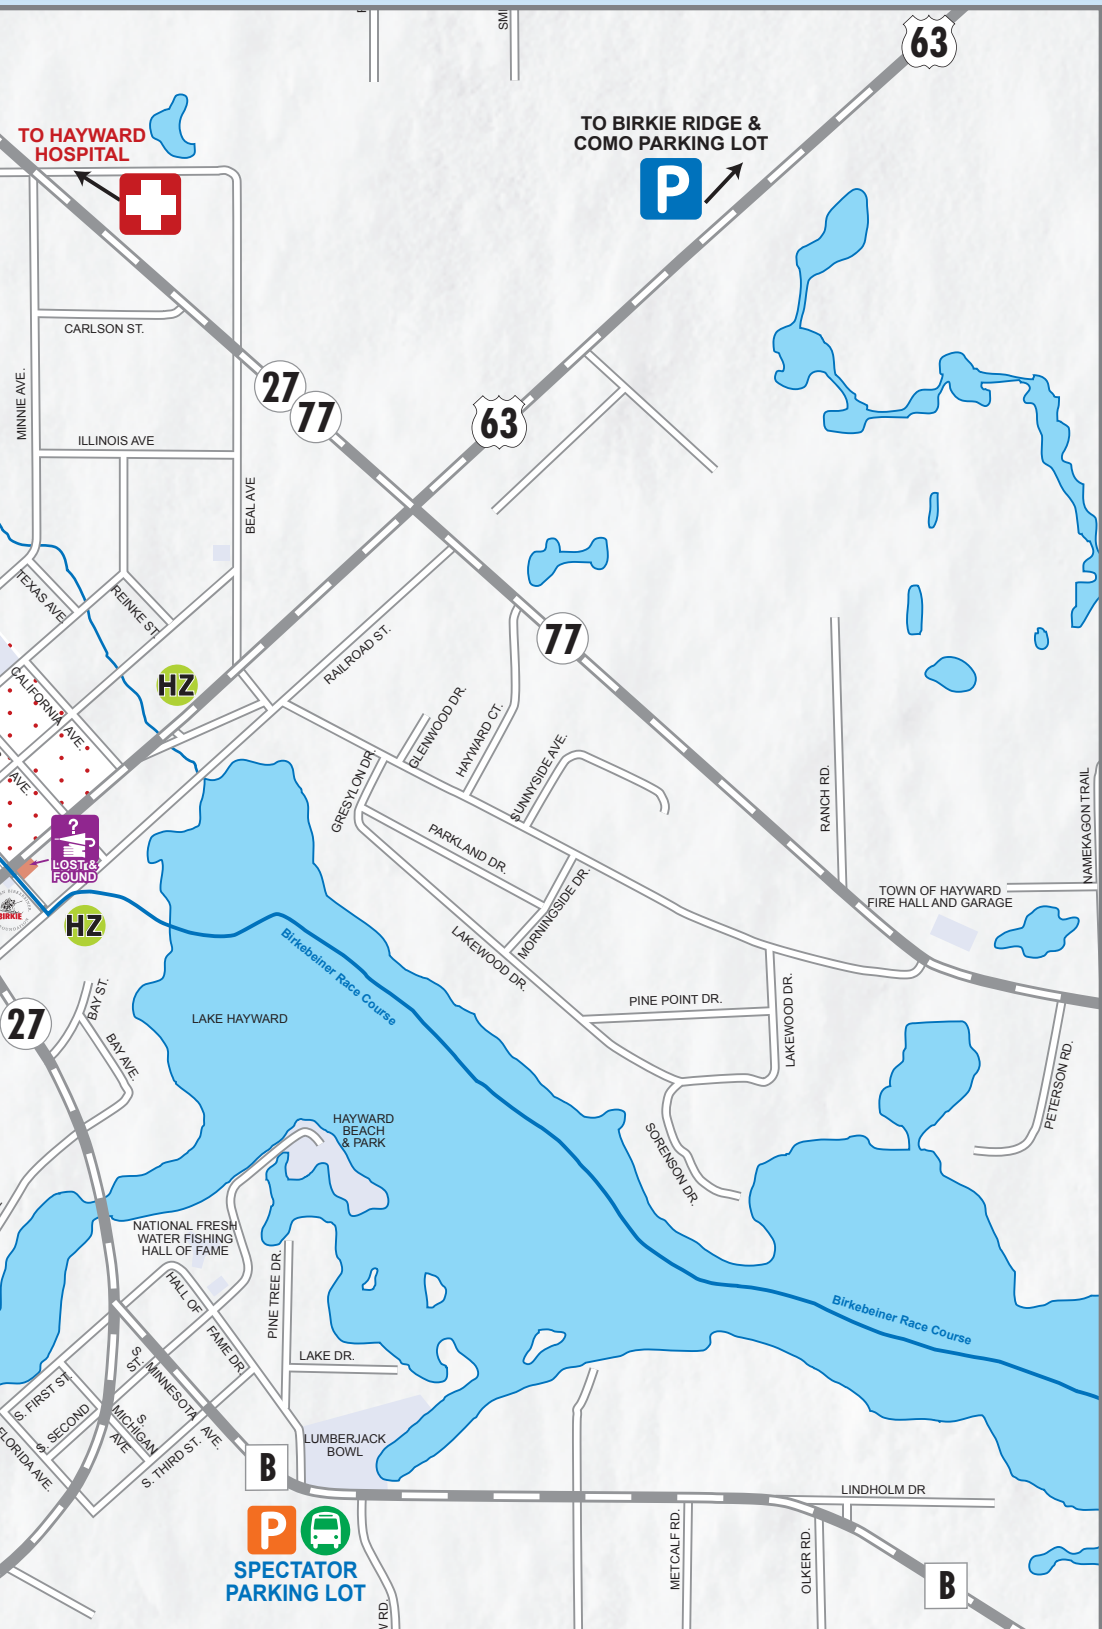 63
TO HAYWARD
HOSPITAL
TO BIRKIE RIDGE &
COMO PARKING LOT
P
CARLSON ST.
MINNIE AVE.
27
77
63
ILLINOIS AVE
BEAL AVE
TEXAS AVE
REINKE ST.
77
RAILROAD ST.
HZ
CALIFORNIA AVE.
AVE.
GLENWOOD DR.
HAYWARD CT.
SUNNYSIDE AVE.
GRESYLON DR.
PARKLAND DR.
RANCH RD.
NAMEKAGON TRAIL
?
LOST &
FOUND
BIRKIE
HZ
MORNINGSIDE DR.
LAKEWOOD DR.
TOWN OF HAYWARD
FIRE HALL AND GARAGE
Birkebeiner Race Course
PINE POINT DR.
LAKEWOOD DR.
BAY ST.
27
LAKE HAYWARD
BAY AVE.
PETERSON RD.
HAYWARD
BEACH
& PARK
SORENSON DR.
NATIONAL FRESH
WATER FISHING
HALL OF FAME
HALL OF
FAME DR.
PINE TREE DR.
LAKE DR.
Birkebeiner Race Course
S. FIRST ST.
S. SECOND
ST.
S. MINNESOTA
AVE.
S. MICHIGAN
AVE
S. THIRD ST.
FLORIDA AVE.
LUMBERJACK
BOWL
B
LINDHOLM DR
P
SPECTATOR
PARKING LOT
METCALF RD.
OLKER RD.
B
RD.